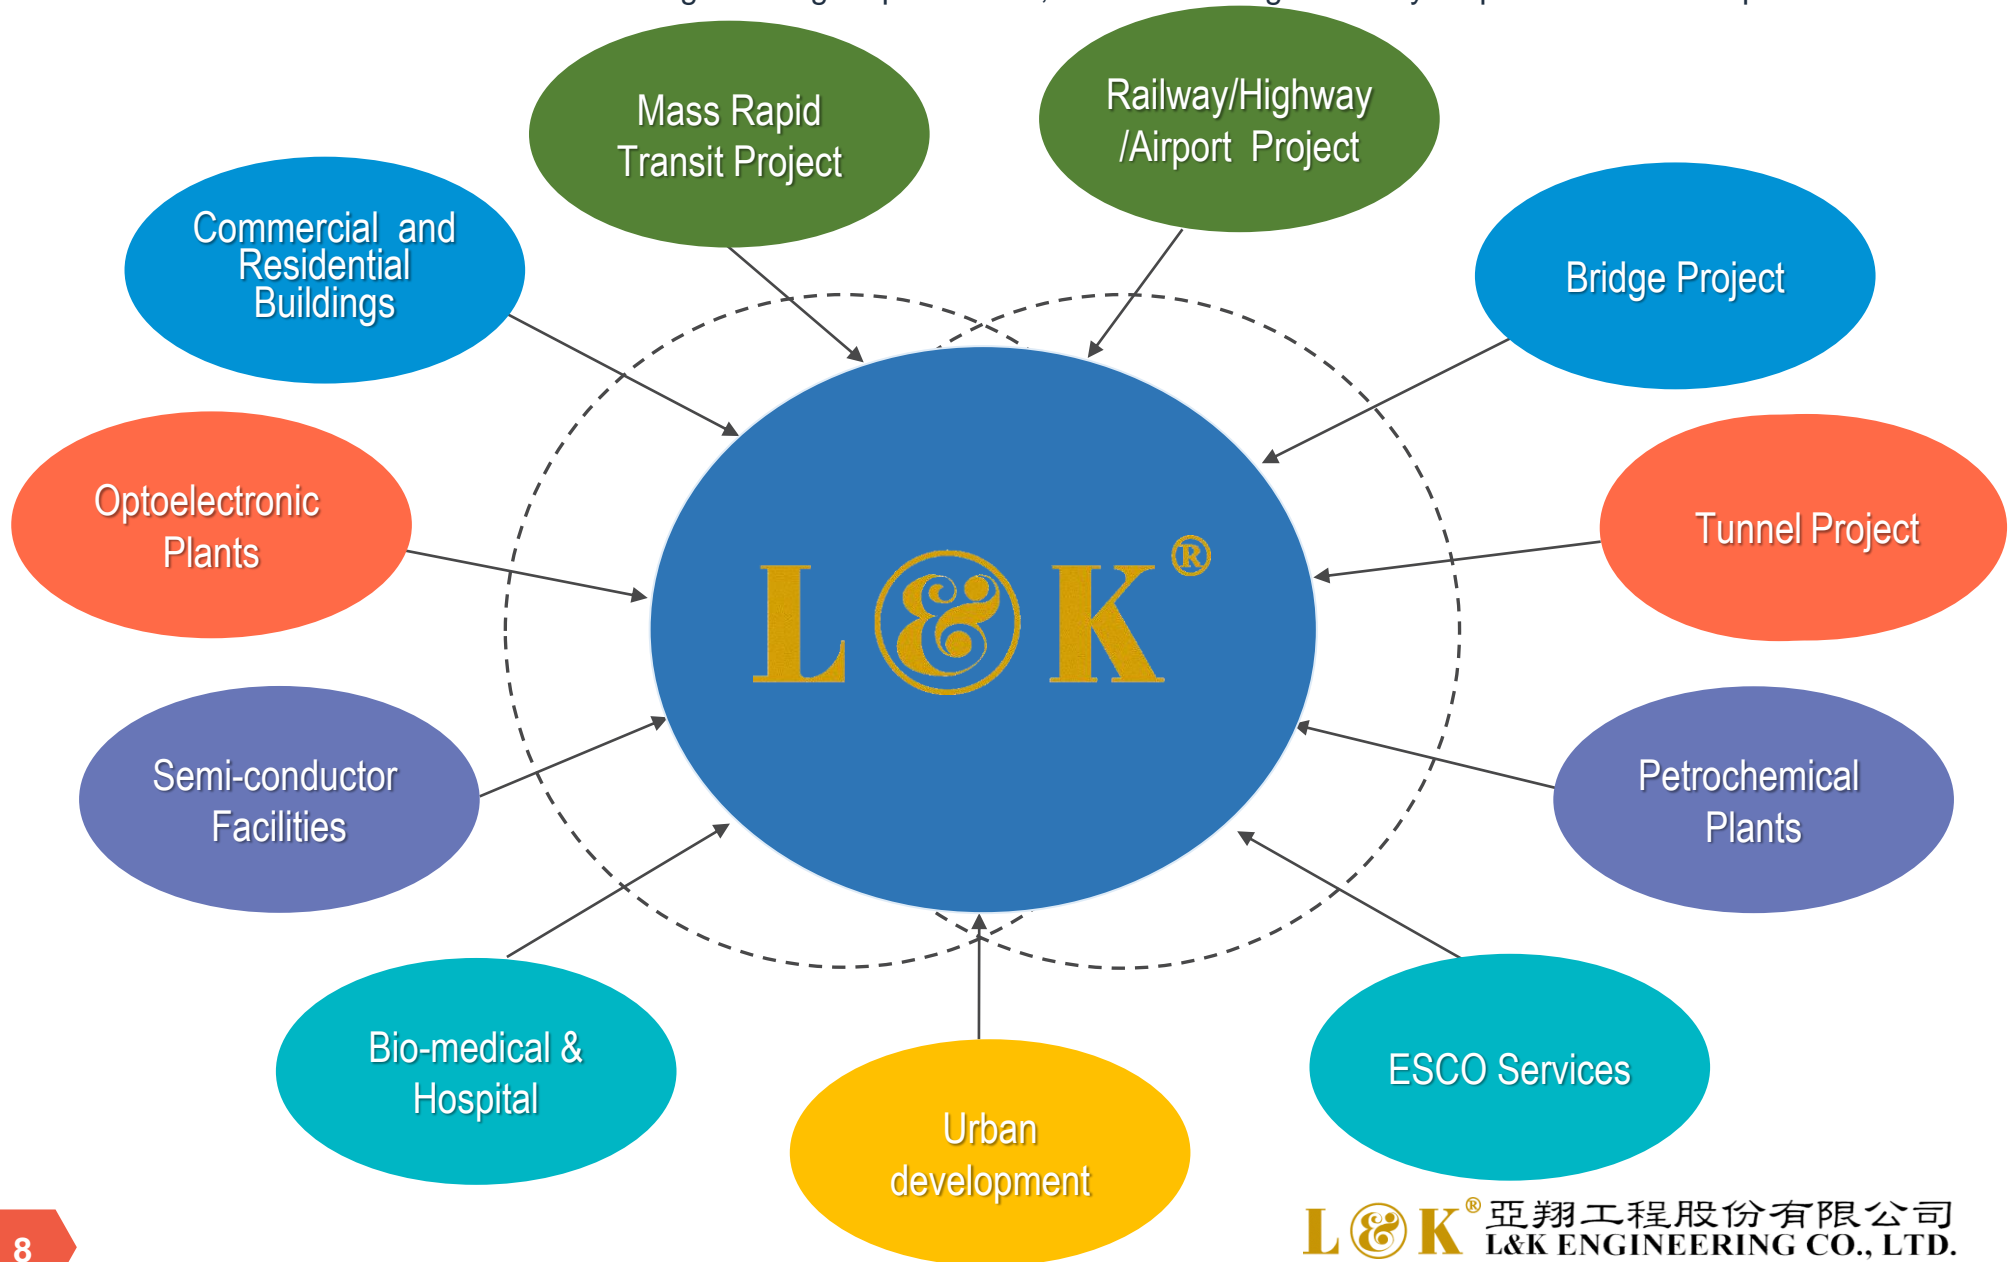 Mass Rapid
Transit Project
Railway/Highway
/Airport Project
Commercial and
Residential
Buildings
Bridge Project
Optoelectronic
Plants
Tunnel Project
L&K®
Semi-conductor
Facilities
Petrochemical
Plants
Bio-medical &
Hospital
ESCO Services
Urban
development
L&K® 亞翔工程股份有限公司
L&K ENGINEERING CO., LTD.
8